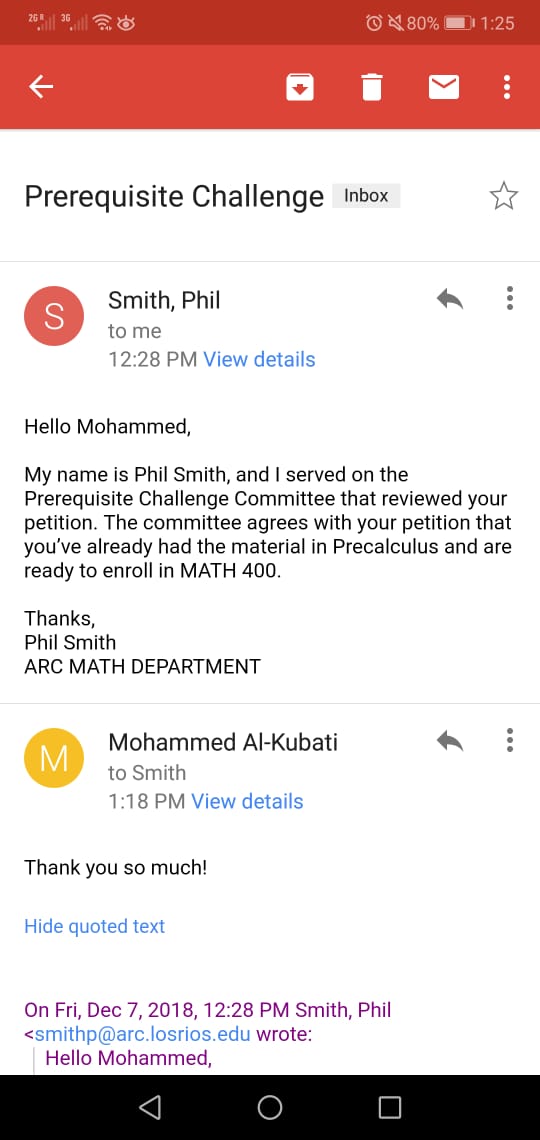 2G R 3G 80% 1:25
Prerequisite Challenge Inbox
S
Smith, Phil
to me
12:28 PM View details
Hello Mohammed,
My name is Phil Smith, and I served on the
Prerequisite Challenge Committee that reviewed your
petition. The committee agrees with your petition that
you've already had the material in Precalculus and are
ready to enroll in MATH 400.
Thanks,
Phil Smith
ARC MATH DEPARTMENT
M
Mohammed Al-Kubati
to Smith
1:18 PM View details
Thank you so much!
Hide quoted text
On Fri, Dec 7, 2018, 12:28 PM Smith, Phil
<smithp@arc.losrios.edu wrote:
Hello Mohammed,